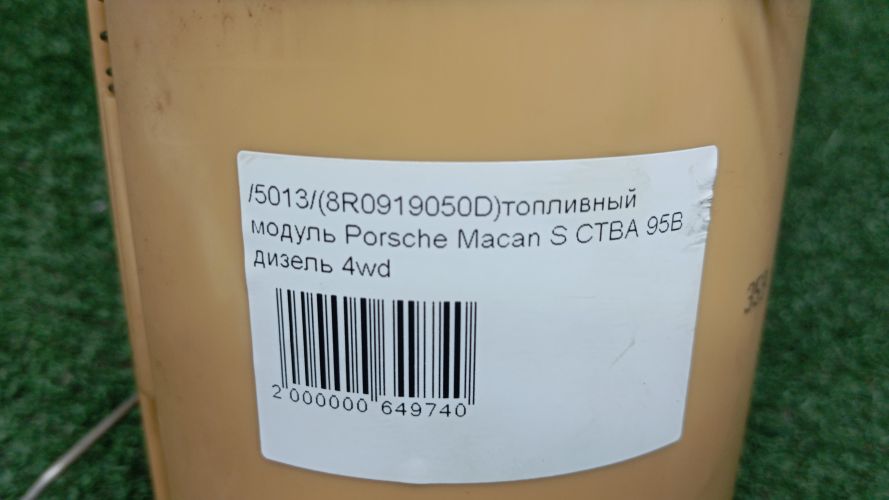 /5013/(8R0919050D)топливный
модуль Porsche Macan S CTBA 95B
дизель 4wd
2 000000 649740